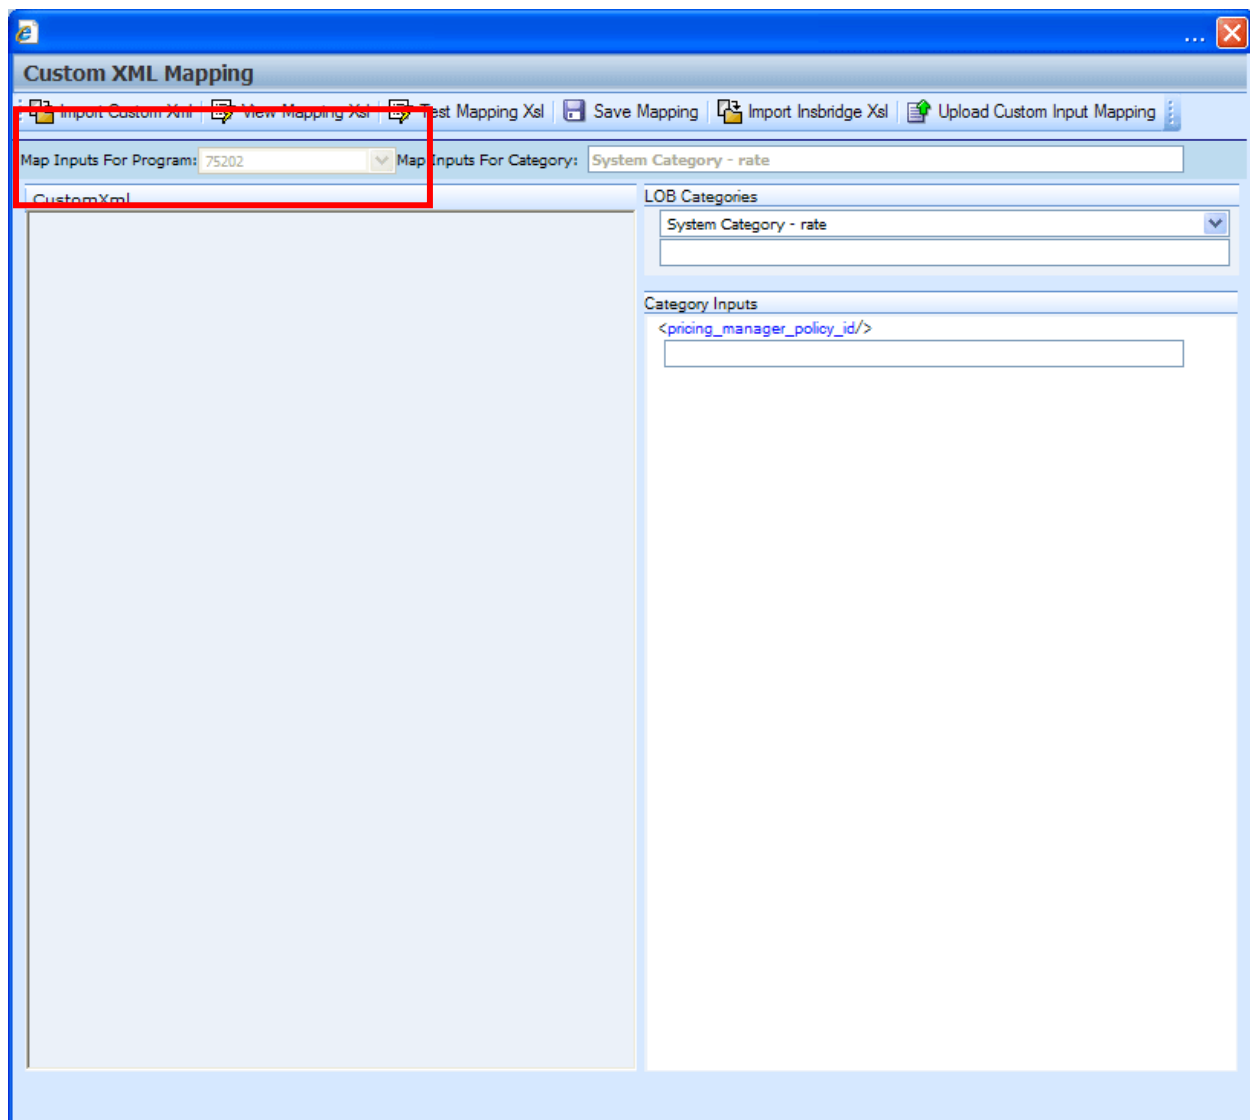 ...
Custom XML Mapping
Import Custom Xml View Mapping Xsl Test Mapping Xsl Save Mapping Import Insbridge Xsl Upload Custom Input Mapping
Map Inputs For Program: 75202 Map Inputs For Category: System Category - rate
CustomXml
LOB Categories
System Category - rate
Category Inputs
<pricing_manager_policy_id/>